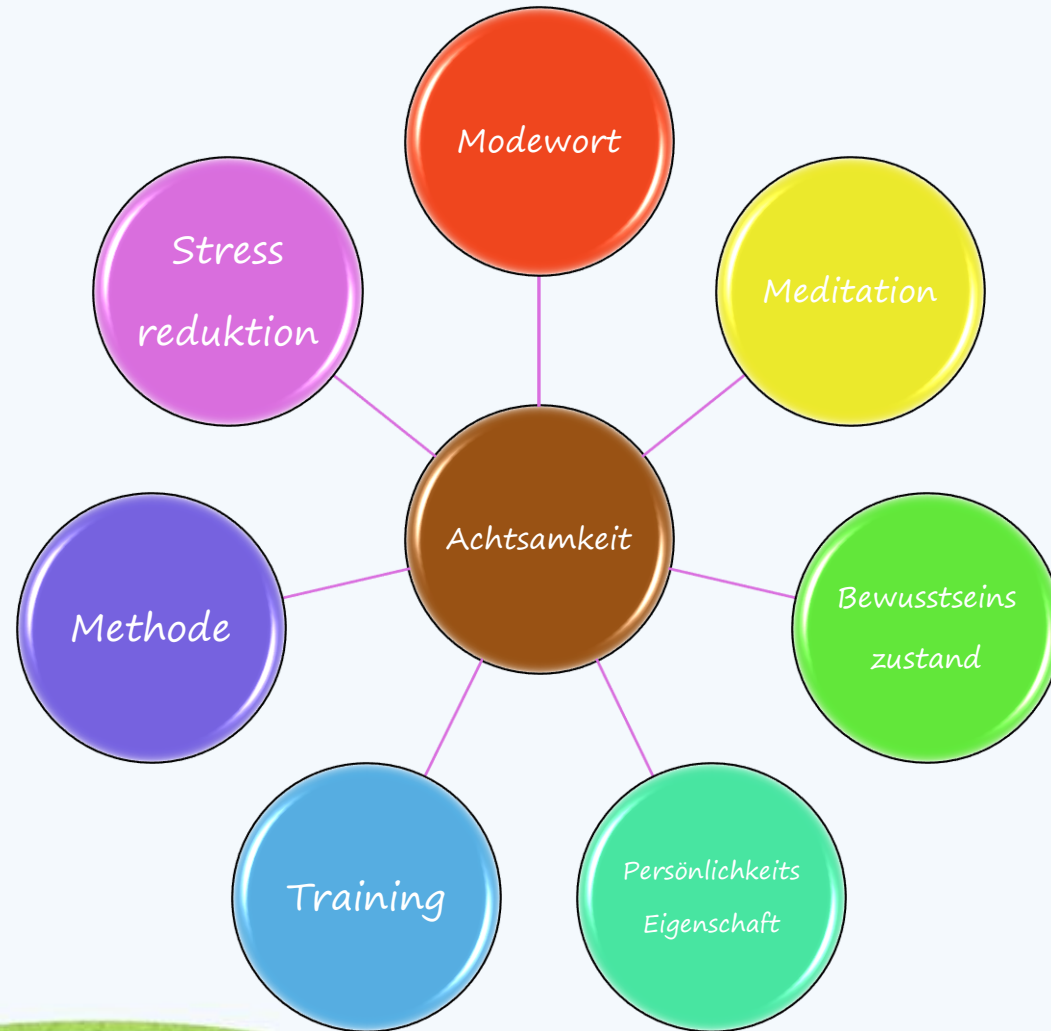 Modewort
Stress
reduktion
Meditation
Achtsamkeit
Bewusstseins
zustand
Methode
Persönlichkeits
Eigenschaft
Training